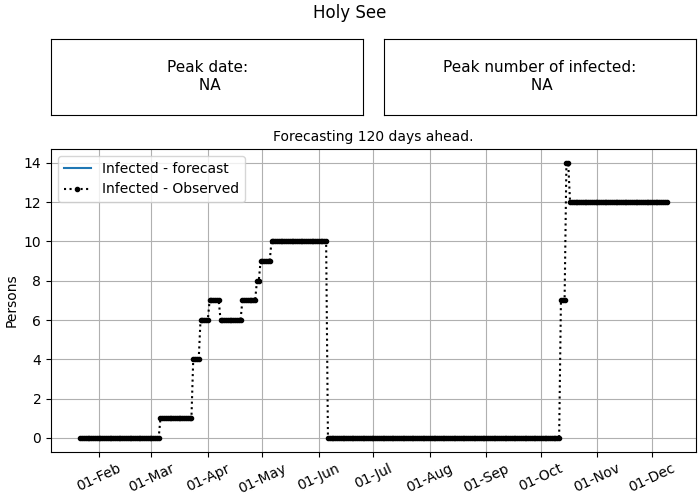 Holy See
Peak date:
NA
Peak number of infected:
NA
Forecasting 120 days ahead.
Infected - forecast
Infected - Observed
Persons
14
12
10
8
6
4
2
0
01-Feb
01-Mar
01-Apr
01-May
01-Jun
01-Jul
01-Aug
01-Sep
01-Oct
01-Nov
01-Dec